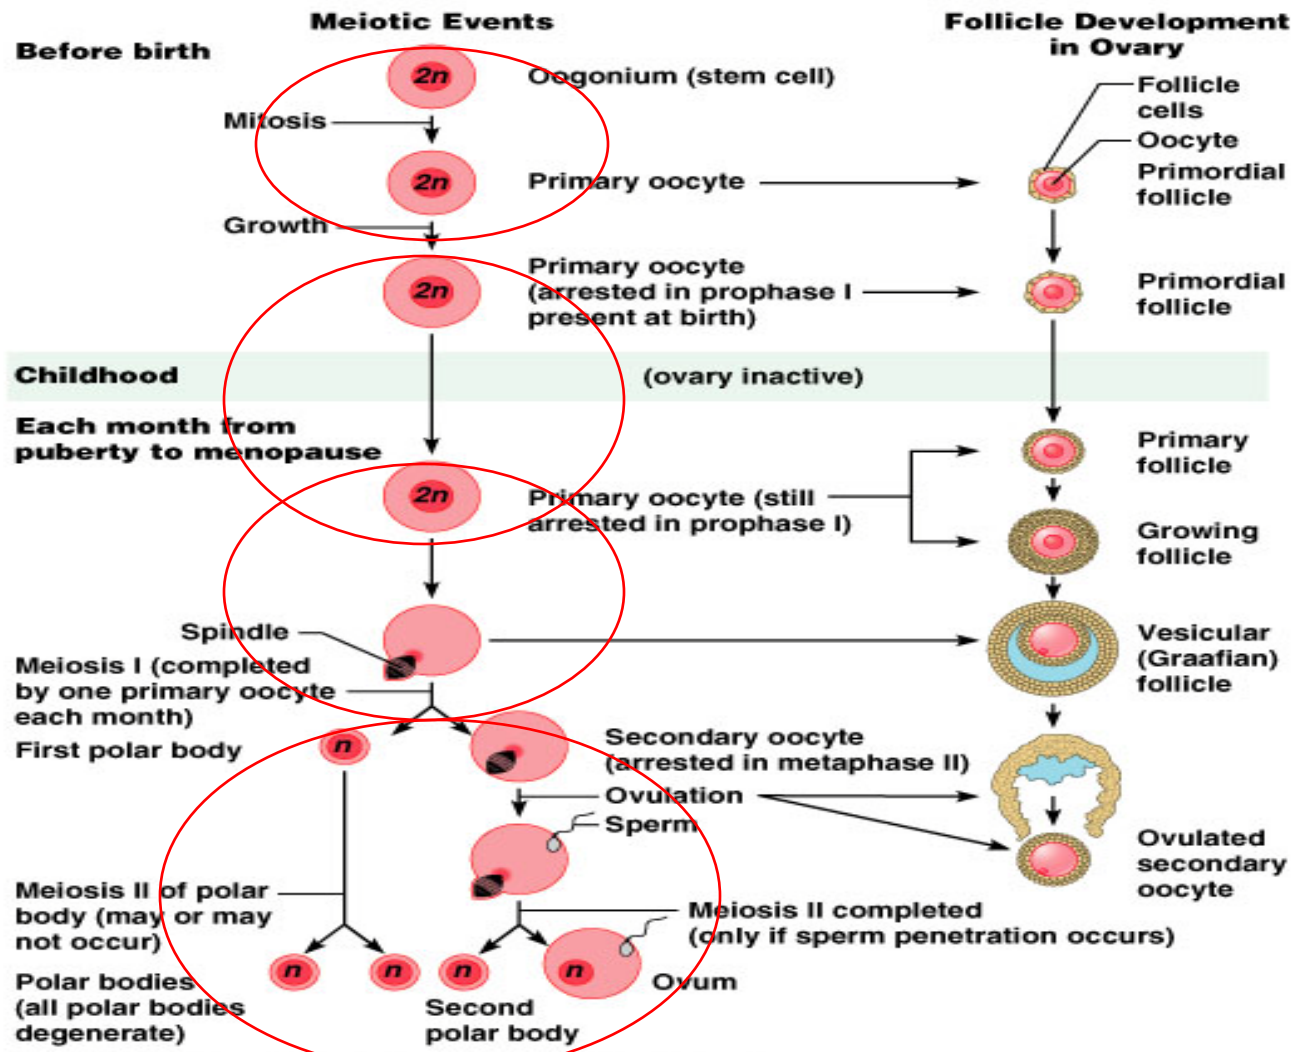 Meiotic Events
Follicle Development
in Ovary
Before birth
2n
Oogonium (stem cell)
Follicle
cells
Mitosis
Oocyte
2n
Primary oocyte
Primordial
follicle
Growth
2n
Primary oocyte
(arrested in prophase I
present at birth)
Primordial
follicle
Childhood
(ovary inactive)
Each month from
puberty to menopause
2n
Primary oocyte (still
arrested in prophase I)
Primary
follicle
Growing
follicle
Spindle
Meiosis I (completed
by one primary oocyte
each month)
Vesicular
(Graafian)
follicle
First polar body
n
Secondary oocyte
(arrested in metaphase II)
Ovulation
Sperm
Ovulated
secondary
oocyte
Meiosis II of polar
body (may or may
not occur)
Meiosis II completed
(only if sperm penetration occurs)
n
n
n
n
Polar bodies
(all polar bodies
degenerate)
Second
polar body
Ovum